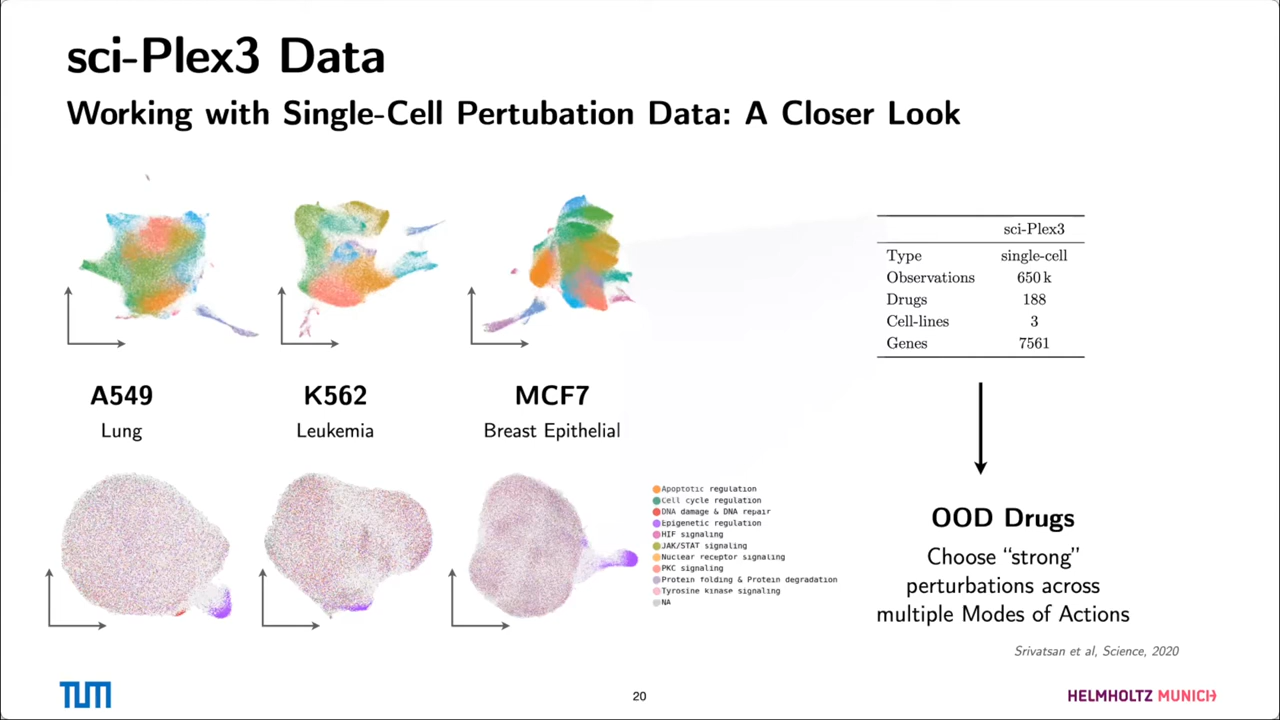 sci-Plex3 Data
Working with Single-Cell Pertubation Data: A Closer Look
A549
Lung
K562
Leukemia
MCF7
Breast Epithelial
Apoptotic regulation
Cell cycle regulation
DNA damage & DNA repair
Epigenetic regulation
HIF signaling
JAK/STAT signaling
Nuclear receptor signaling
PKC signaling
Protein folding & Protein degradation
Tyrosine kinase signaling
NA
sci-Plex3
Type single-cell
Observations 650 k
Drugs 188
Cell-lines 3
Genes 7561
OOD Drugs
Choose “strong”
perturbations across
multiple Modes of Actions
Srivatsan et al, Science, 2020
TUM
20
HELMHOLTZ MUNICH